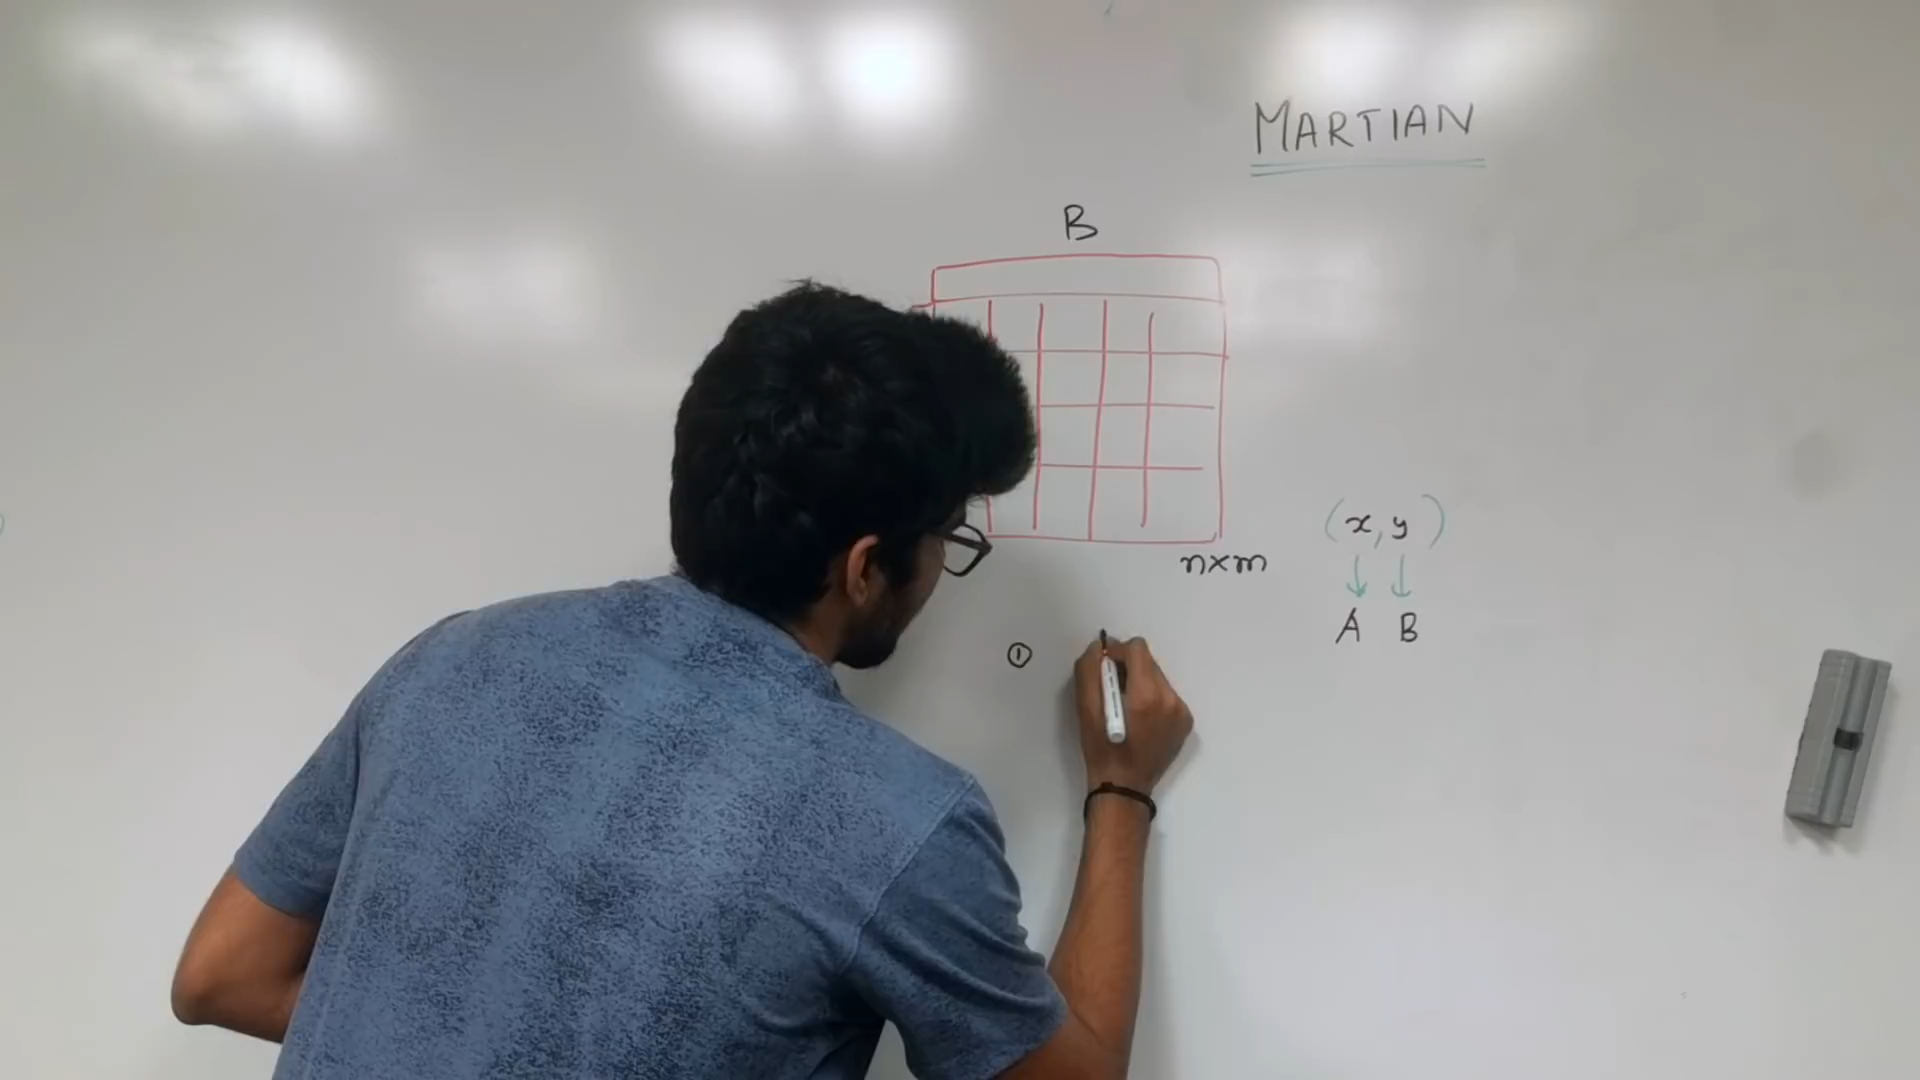 MARTIAN
B
n×m
(x, y)
↓ ↓
A B
①